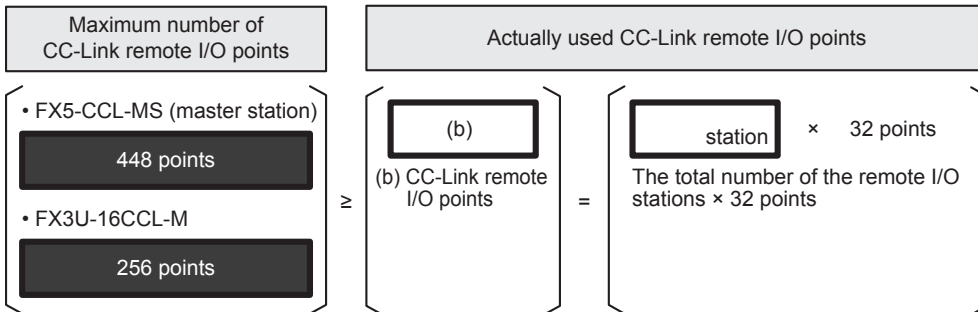 Maximum number of
CC-Link remote I/O points
Actually used CC-Link remote I/O points
• FX5-CCL-MS (master station)
448 points
• FX3U-16CCL-M
256 points
≥
(b)
(b) CC-Link remote
I/O points
=
station × 32 points
The total number of the remote I/O
stations × 32 points